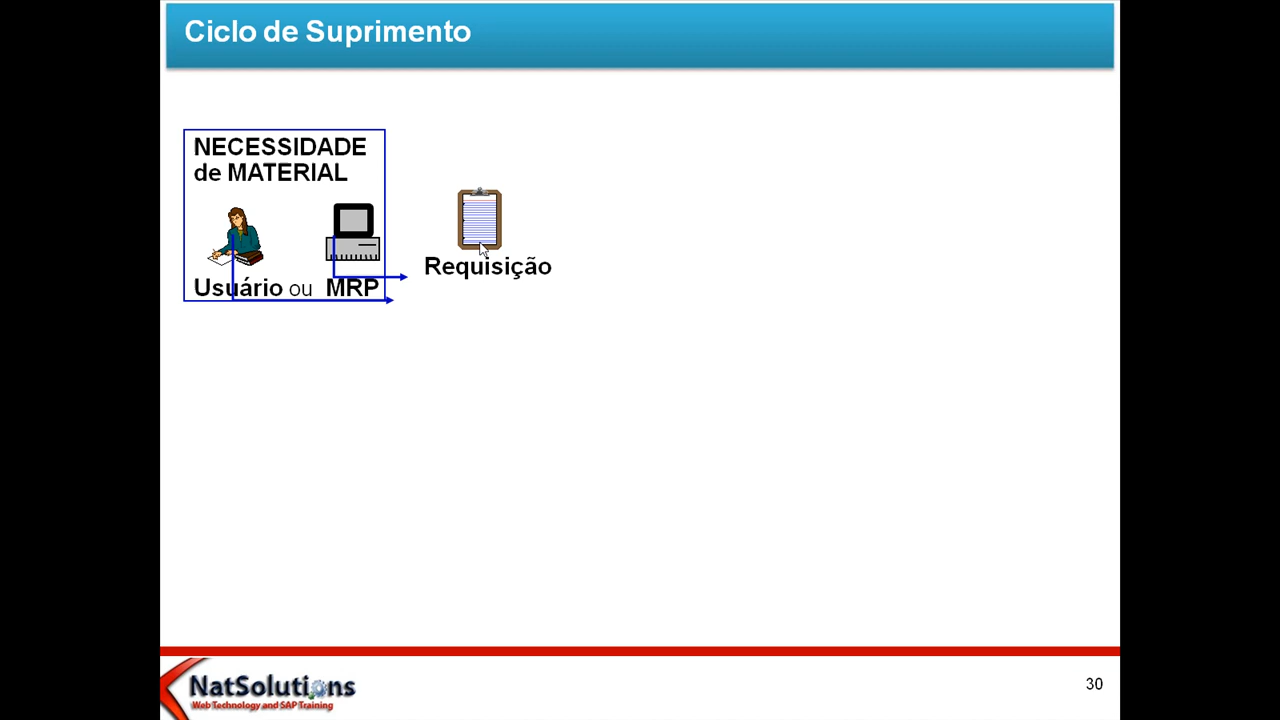 Ciclo de Suprimento
NECESSIDADE
de MATERIAL
Usuário ou MRP
Requisição
NatSolutions
Web Technology and SAP Training
30